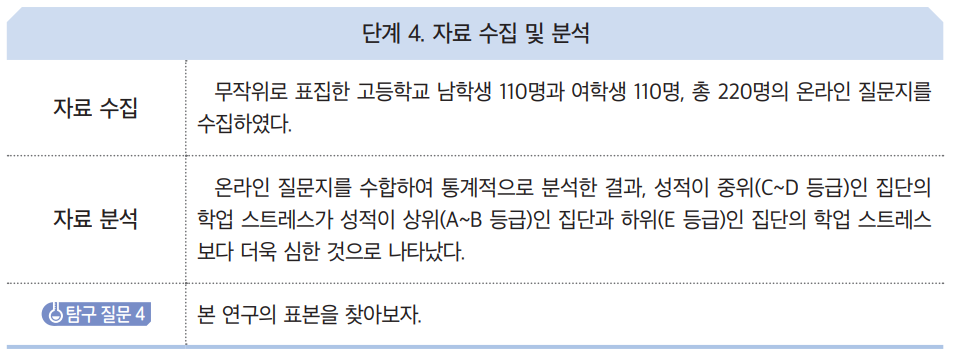 단계 4. 자료 수집 및 분석
자료 수집
무작위로 표집한 고등학교 남학생 110명과 여학생 110명, 총 220명의 온라인 질문지를
수집하였다.
자료 분석
온라인 질문지를 수합하여 통계적으로 분석한 결과, 성적이 중위(C~D 등급)인 집단의
학업 스트레스가 성적이 상위(A~B 등급)인 집단과 하위(E 등급)인 집단의 학업 스트레스
보다 더욱 심한 것으로 나타났다.
탐구 질문 4
본 연구의 표본을 찾아보자.